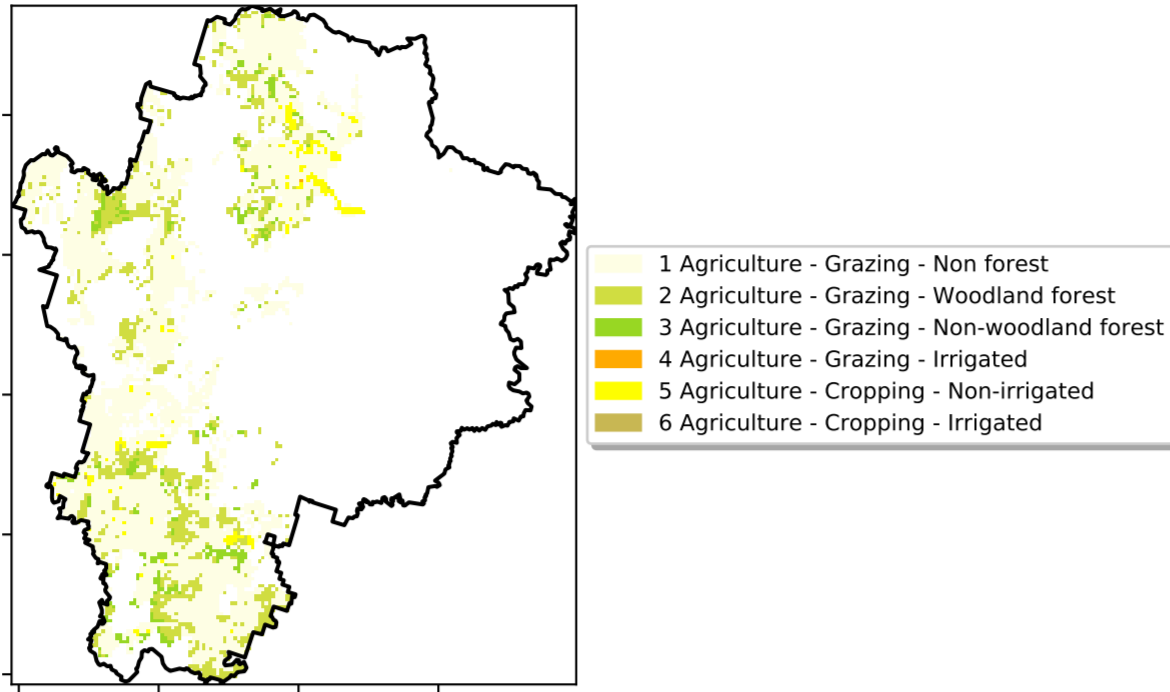 1 Agriculture - Grazing - Non forest
2 Agriculture - Grazing - Woodland forest
3 Agriculture - Grazing - Non-woodland forest
4 Agriculture - Grazing - Irrigated
5 Agriculture - Cropping - Non-irrigated
6 Agriculture - Cropping - Irrigated